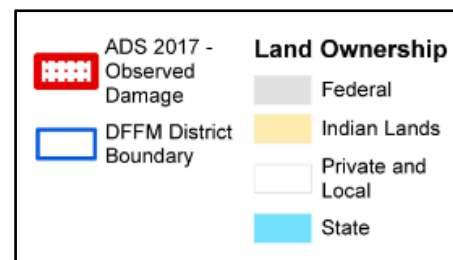 ADS 2017 -
Observed
Damage
DFFM District
Boundary
Land Ownership
Federal
Indian Lands
Private and
Local
State